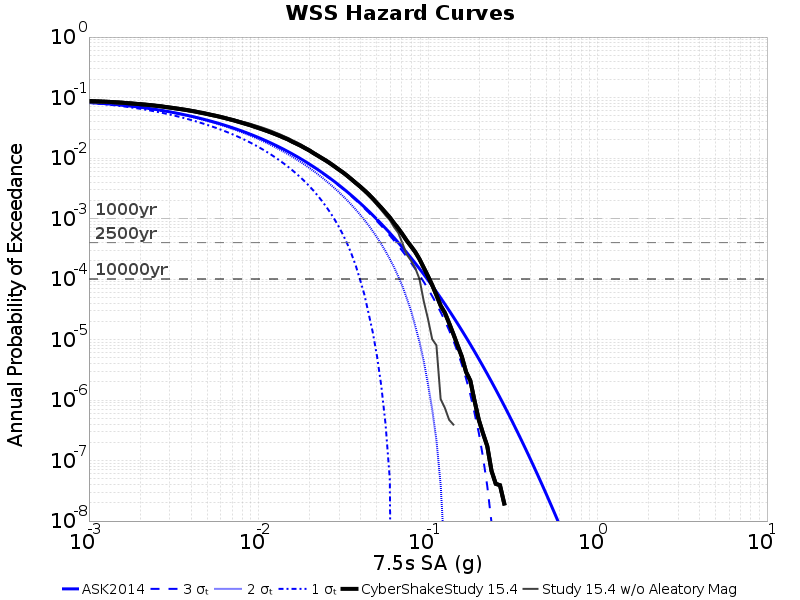 WSS Hazard Curves
Annual Probability of Exceedance
10^0
10^-1
10^-2
10^-3
10^-4
10^-5
10^-6
10^-7
10^-8
1000yr
2500yr
10000yr
10^-3 10^-2 10^-1 10^0 10^1
7.5s SA (g)
ASK2014 3 σₜ 2 σₜ 1 σₜ CyberShakeStudy 15.4 Study 15.4 w/o Aleatory Mag